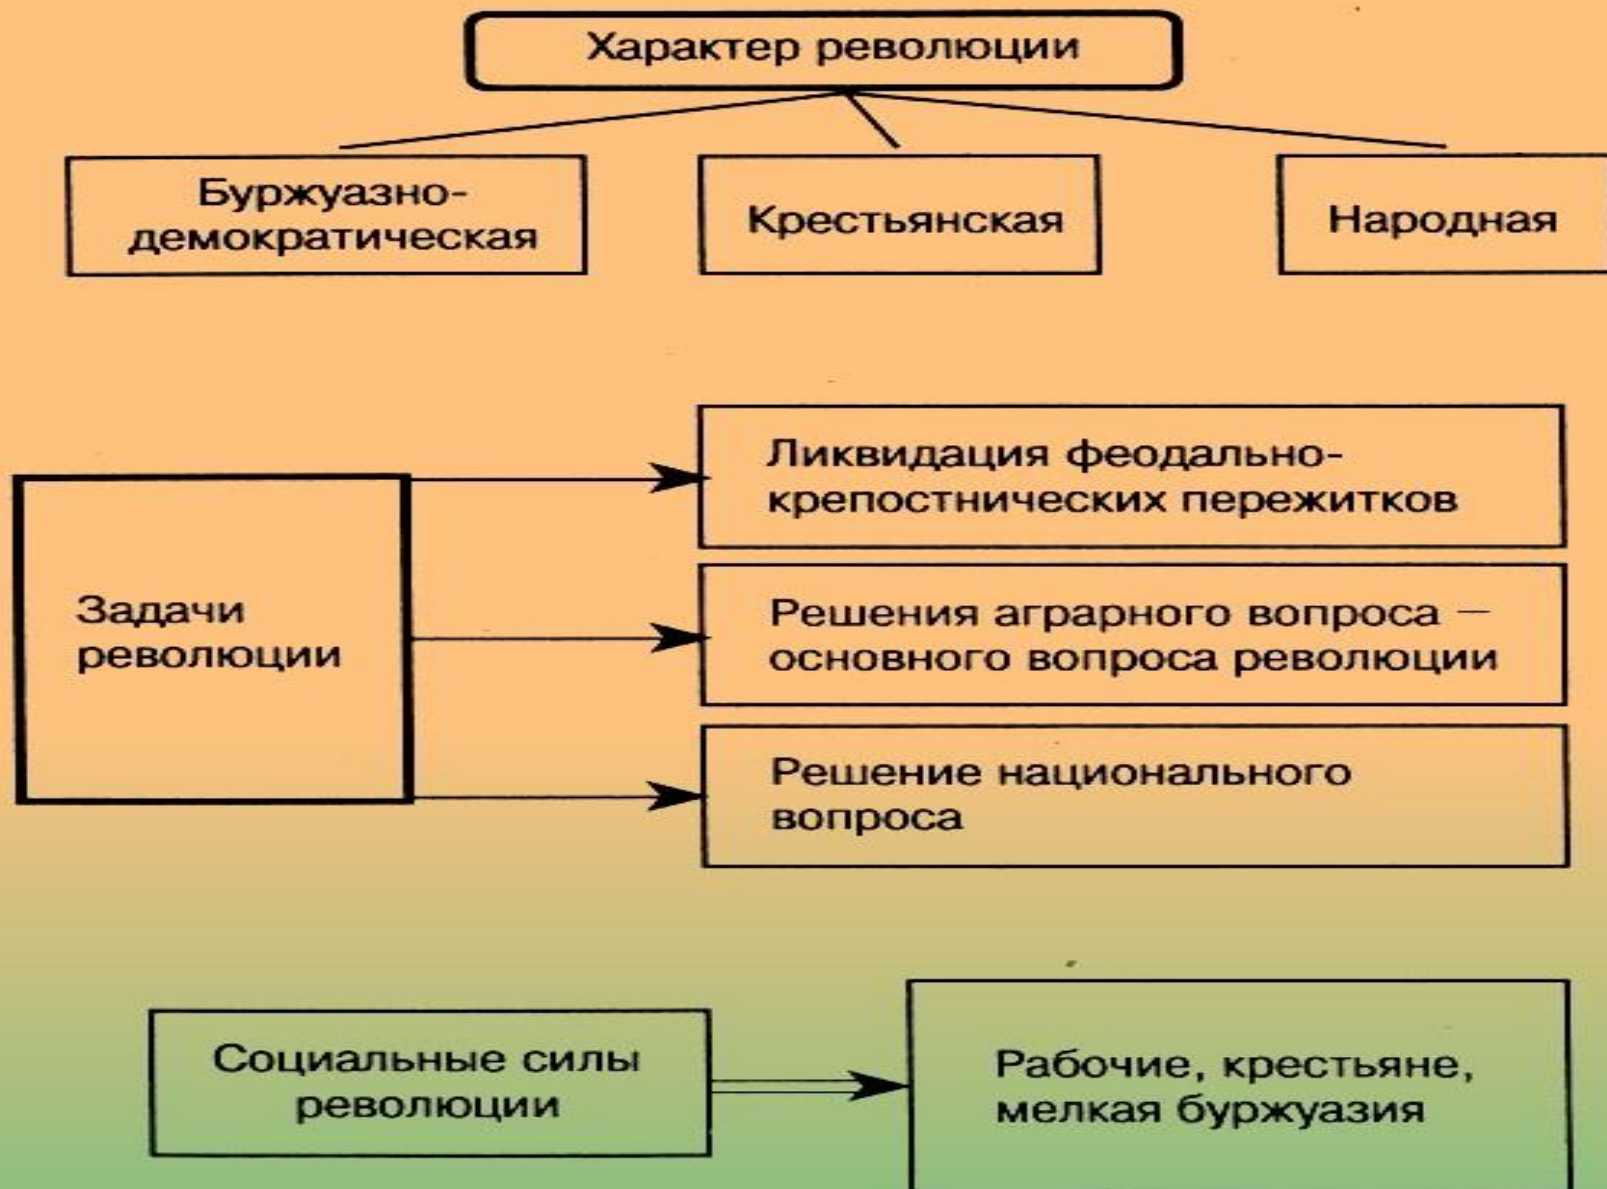 Характер революции
Буржуазно-
демократическая
Крестьянская
Народная
Ликвидация феодально-
крепостнических пережитков
Задачи
революции
Решения аграрного вопроса —
основного вопроса революции
Решение национального
вопроса
Социальные силы
революции
Рабочие, крестьяне,
мелкая буржуазия